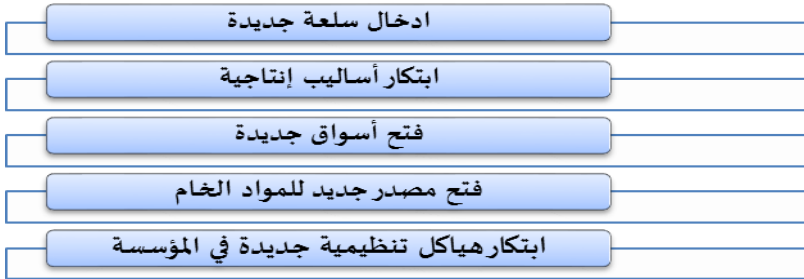 ادخال سلعة جديدة
ابتكار أساليب إنتاجية
فتح أسواق جديدة
فتح مصدر جديد للمواد الخام
ابتكار هياكل تنظيمية جديدة في المؤسسة